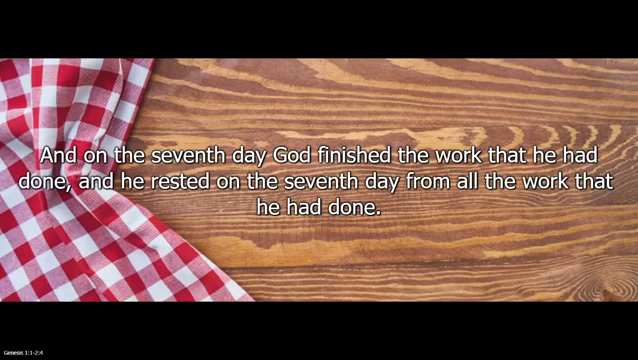 And on the seventh day God finished the work that he had
done, and he rested on the seventh day from all the work that
he had done.
Genesis 1:1-2:4